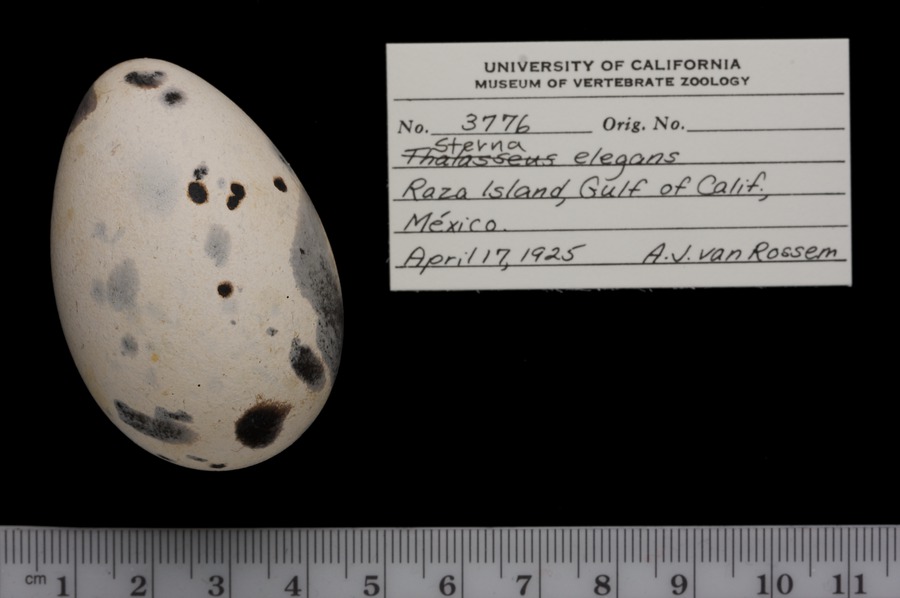 UNIVERSITY OF CALIFORNIA
MUSEUM OF VERTEBRATE ZOOLOGY
No. 3776 Orig. No.
Sterna
Thalasseus elegans
Raza Island, Gulf of Calif.,
México.
April 17, 1925 A.J. van Rossem
cm 1 2 3 4 5 6 7 8 9 10 11